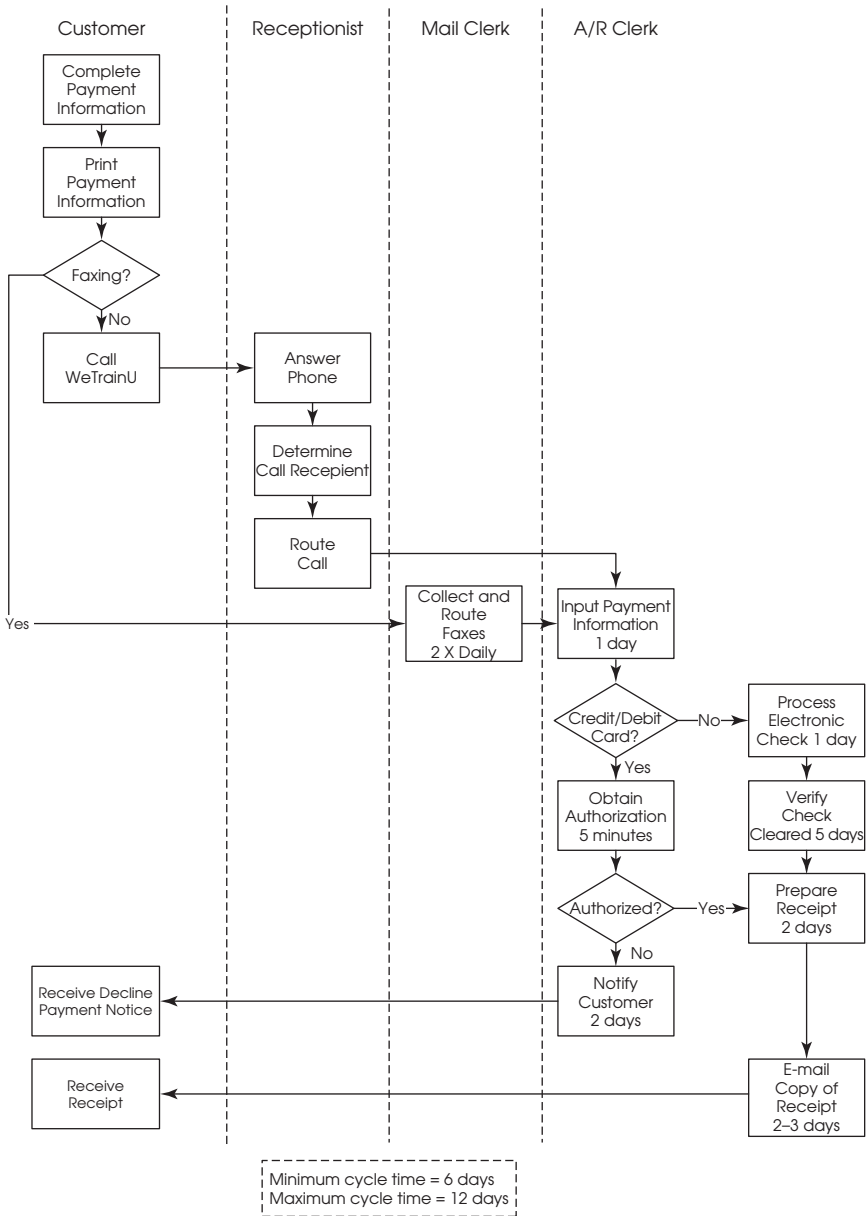 Customer
Receptionist
Mail Clerk
A/R Clerk
Complete
Payment
Information
Print
Payment
Information
Faxing?
No
Call
WeTrainU
Answer
Phone
Determine
Call Recepient
Route
Call
Yes
Collect and
Route
Faxes
2 X Daily
Input Payment
Information
1 day
Credit/Debit
Card?
No
Process
Electronic
Check 1 day
Yes
Obtain
Authorization
5 minutes
Verify
Check
Cleared 5 days
Authorized?
Yes
Prepare
Receipt
2 days
No
Receive Decline
Payment Notice
Notify
Customer
2 days
Receive
Receipt
E-mail
Copy of
Receipt
2–3 days
Minimum cycle time = 6 days
Maximum cycle time = 12 days